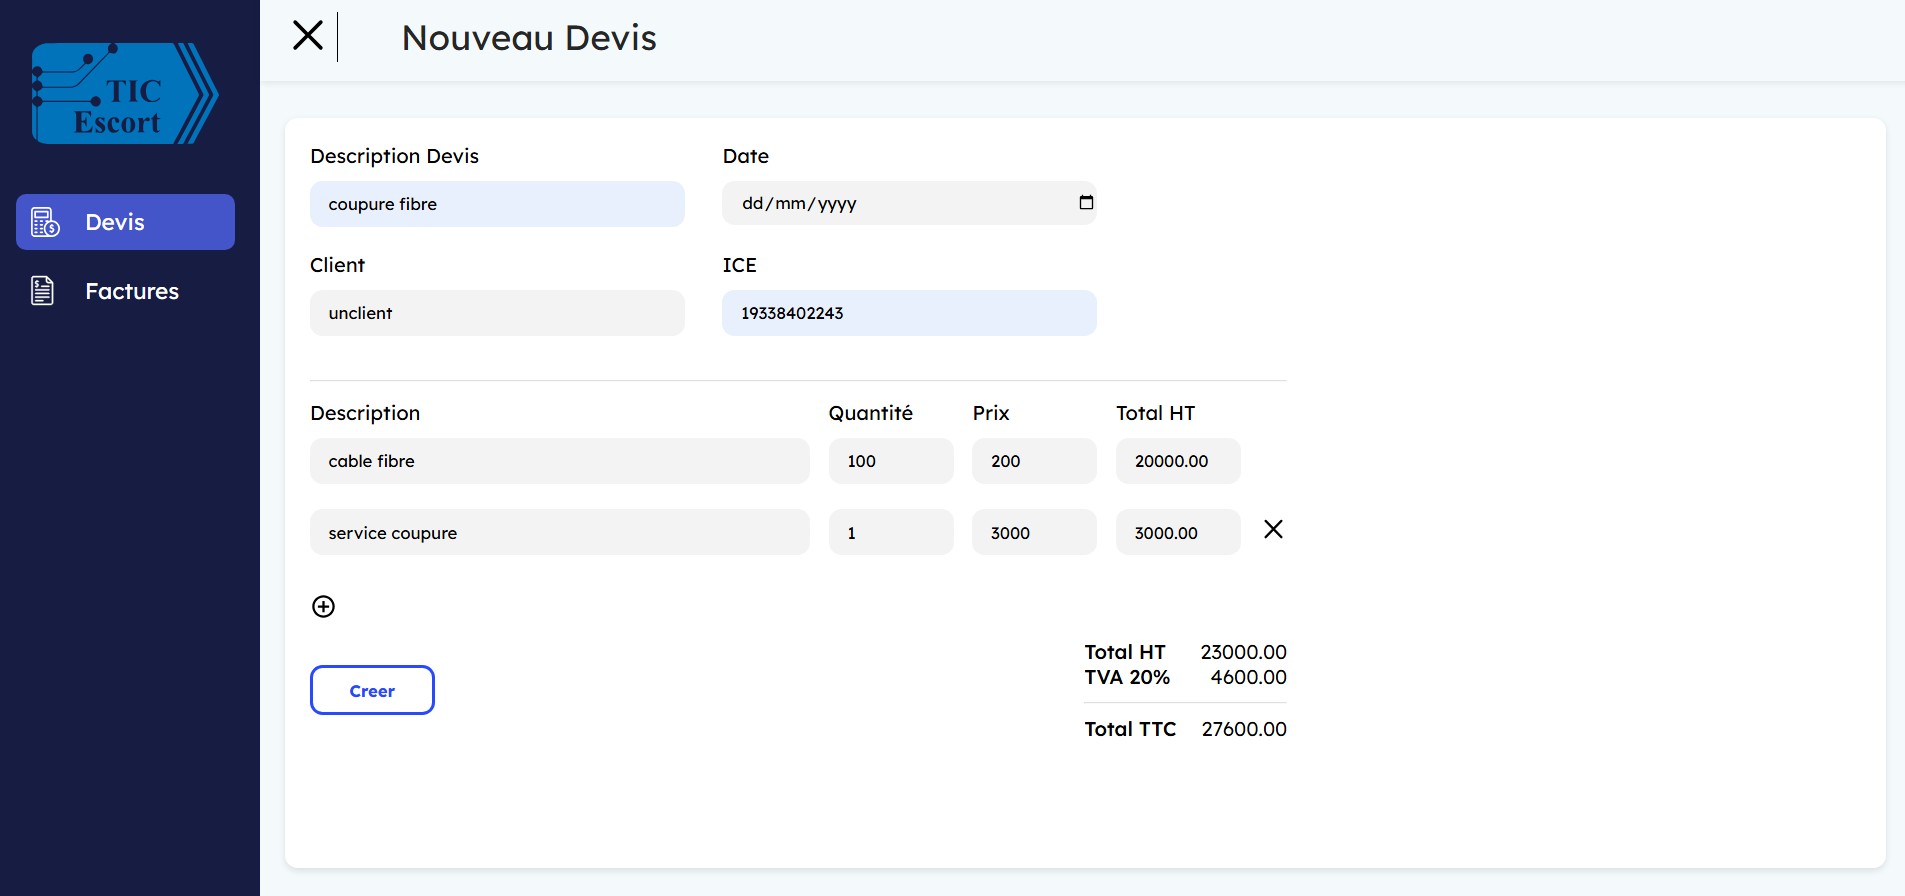 TIC
Escort
Devis
Factures
Nouveau Devis
Description Devis
Date
coupure fibre
dd/mm/yyyy
Client
ICE
unclient
19338402243
Description Quantité Prix Total HT
cable fibre 100 200 20000.00
service coupure 1 3000 3000.00
Total HT 23000.00
TVA 20% 4600.00
Creer
Total TTC 27600.00